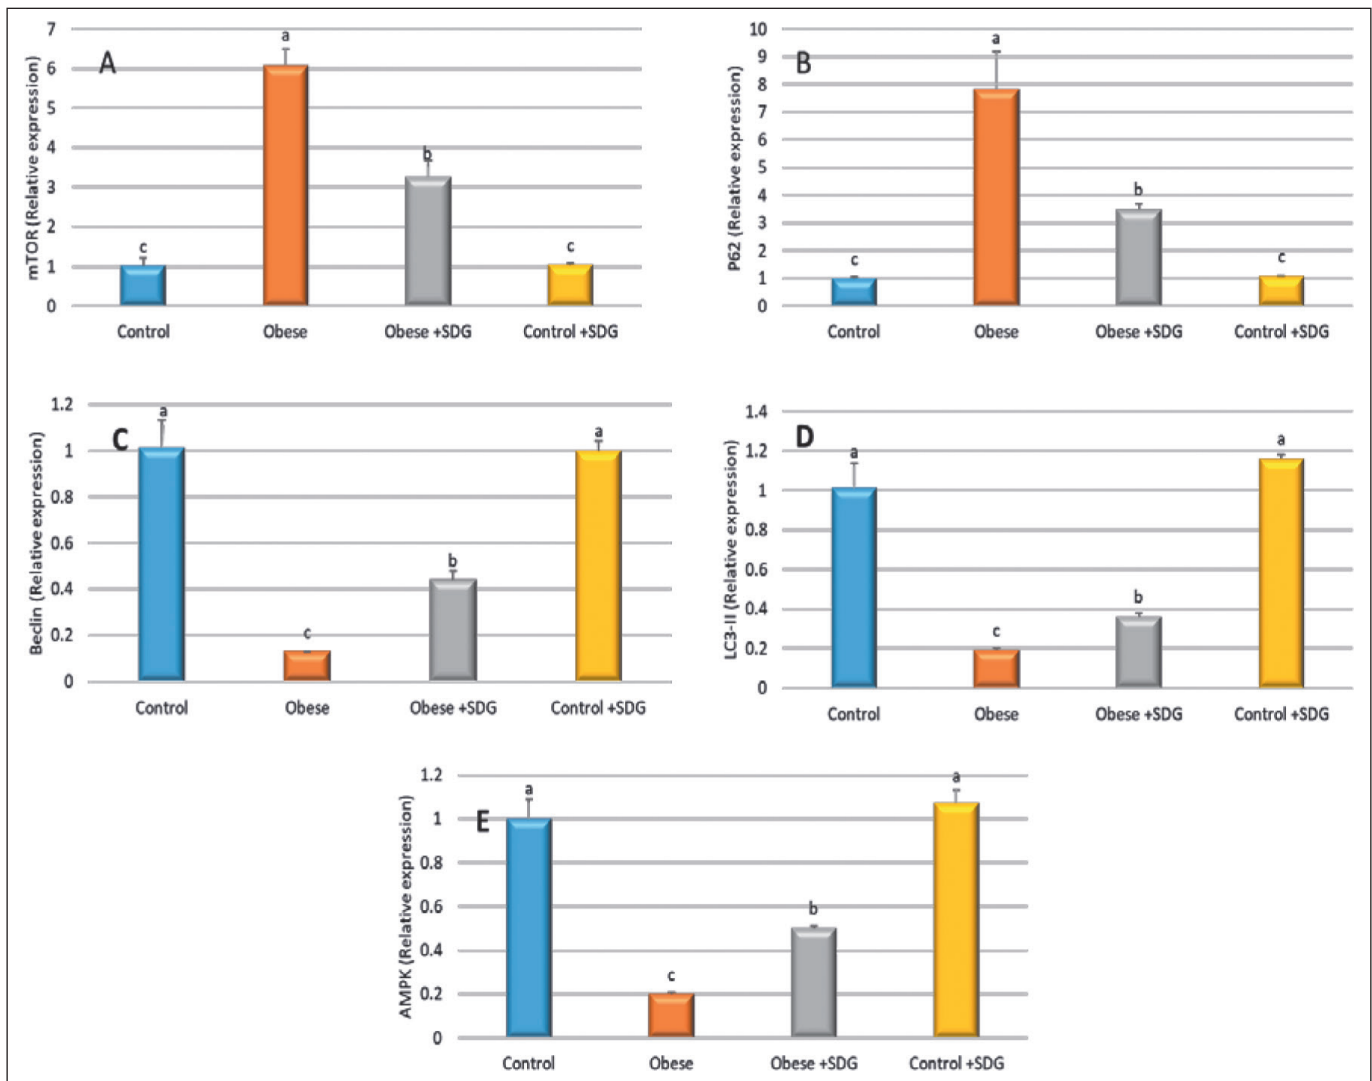 A
mTOR (Relative expression)
7
6
5
4
3
2
1
0
a
b
c
c
Control
Obese
Obese +SDG
Control +SDG
B
P62 (Relative expression)
10
9
8
7
6
5
4
3
2
1
0
a
b
c
c
Control
Obese
Obese +SDG
Control +SDG
C
Beclin (Relative expression)
1.2
1
0.8
0.6
0.4
0.2
0
a
c
b
a
Control
Obese
Obese +SDG
Control +SDG
D
LC3-II (Relative expression)
1.4
1.2
1
0.8
0.6
0.4
0.2
0
a
c
b
a
Control
Obese
Obese +SDG
Control +SDG
E
AMPK (Relative expression)
1.2
1
0.8
0.6
0.4
0.2
0
a
c
b
a
Control
Obese
Obese +SDG
Control +SDG